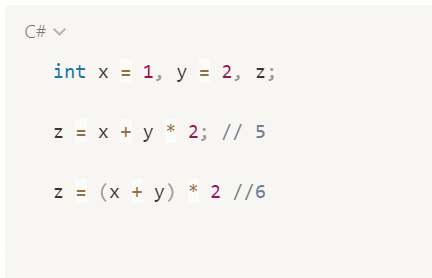 C#
int x = 1, y = 2, z;
z = x + y * 2; // 5
z = (x + y) * 2 //6